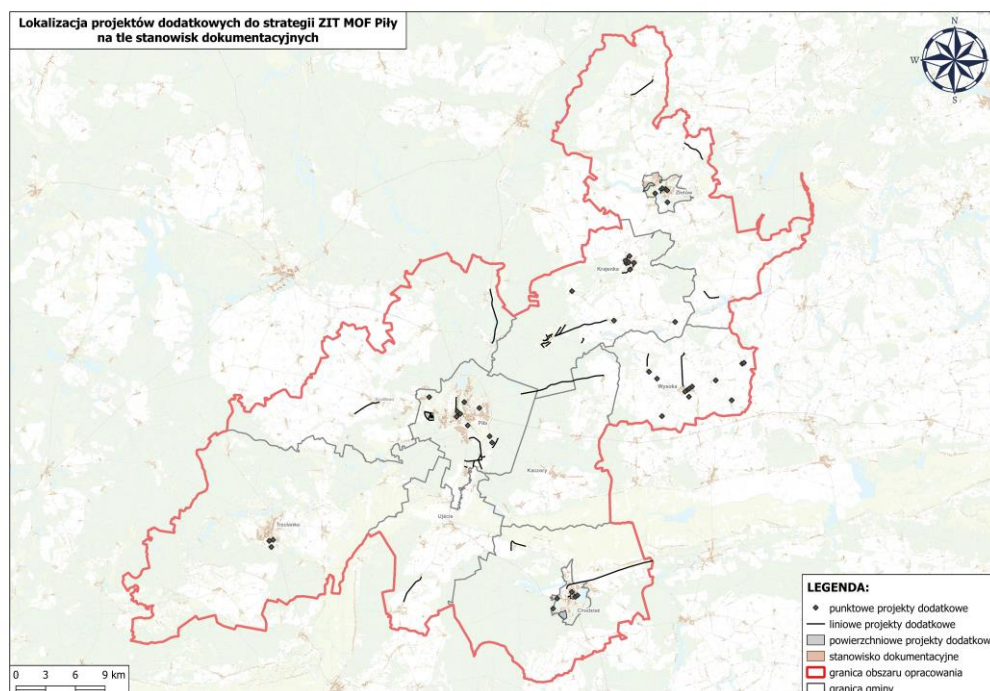 Lokalizacja projektów dodatkowych do strategii ZIT MOF Piły
na tle stanowisk dokumentacyjnych
N
W
E
S
Złotów
Krajenka
Wysoka
Szydłowo
Piła
Kaczory
Trzcianka
Ujście
Chodzież
LEGENDA:
punktowe projekty dodatkowe
liniowe projekty dodatkowe
powierzchniowe projekty dodatkow
stanowisko dokumentacyjne
granica obszaru opracowania
granica gminy
0 3 6 9 km